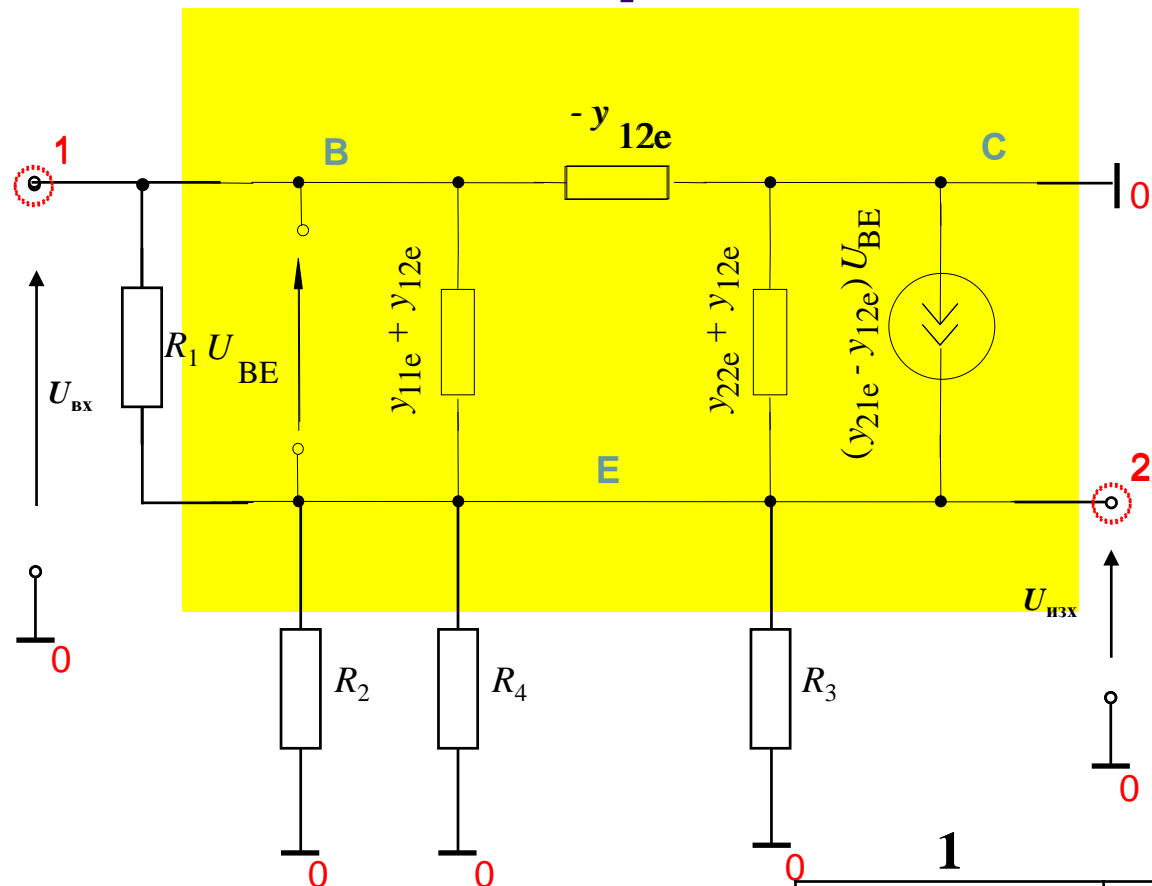 - y 12e
1
B
C
0
R1
UBE
y11e + y12e
y22e + y12e
(y21e - y12e) UBE
Uвх
E
2
Uизх
0
R2
R4
R3
0
0
0
0
1